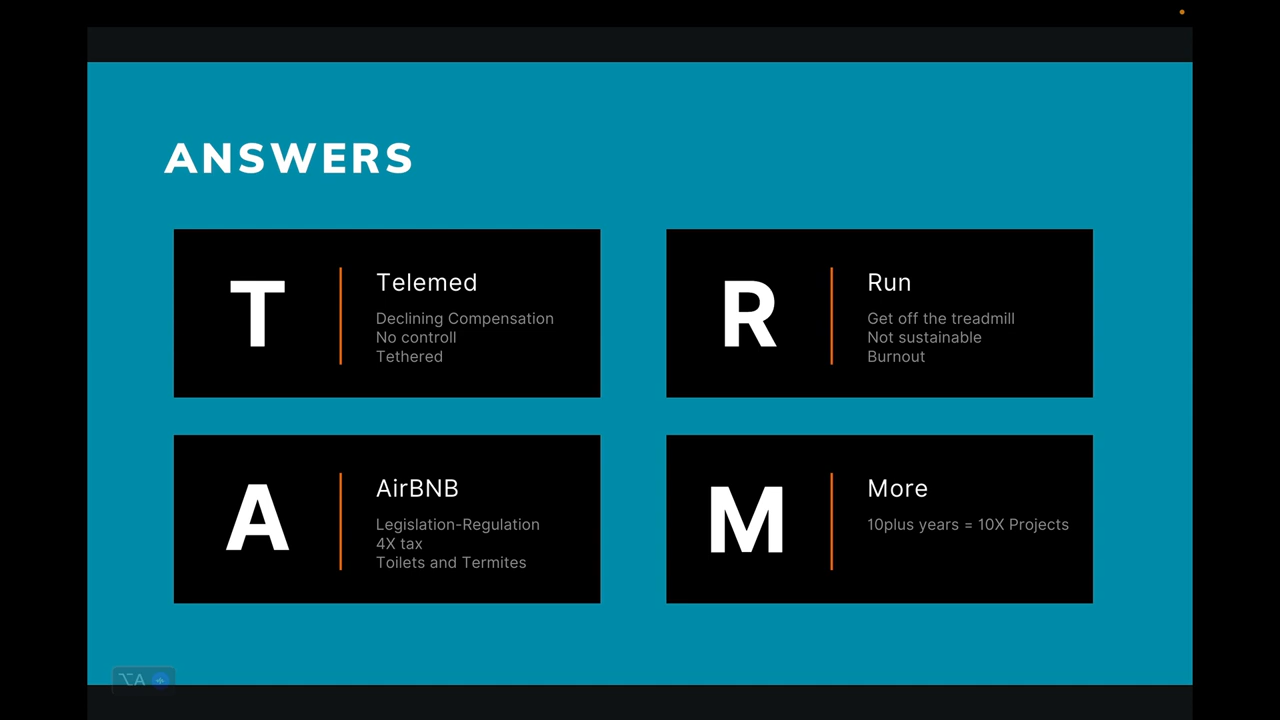 ANSWERS
T
Telemed
Declining Compensation
No controll
Tethered
R
Run
Get off the treadmill
Not sustainable
Burnout
A
AirBNB
Legislation-Regulation
4X tax
Toilets and Termites
M
More
10plus years = 10X Projects
⌥A